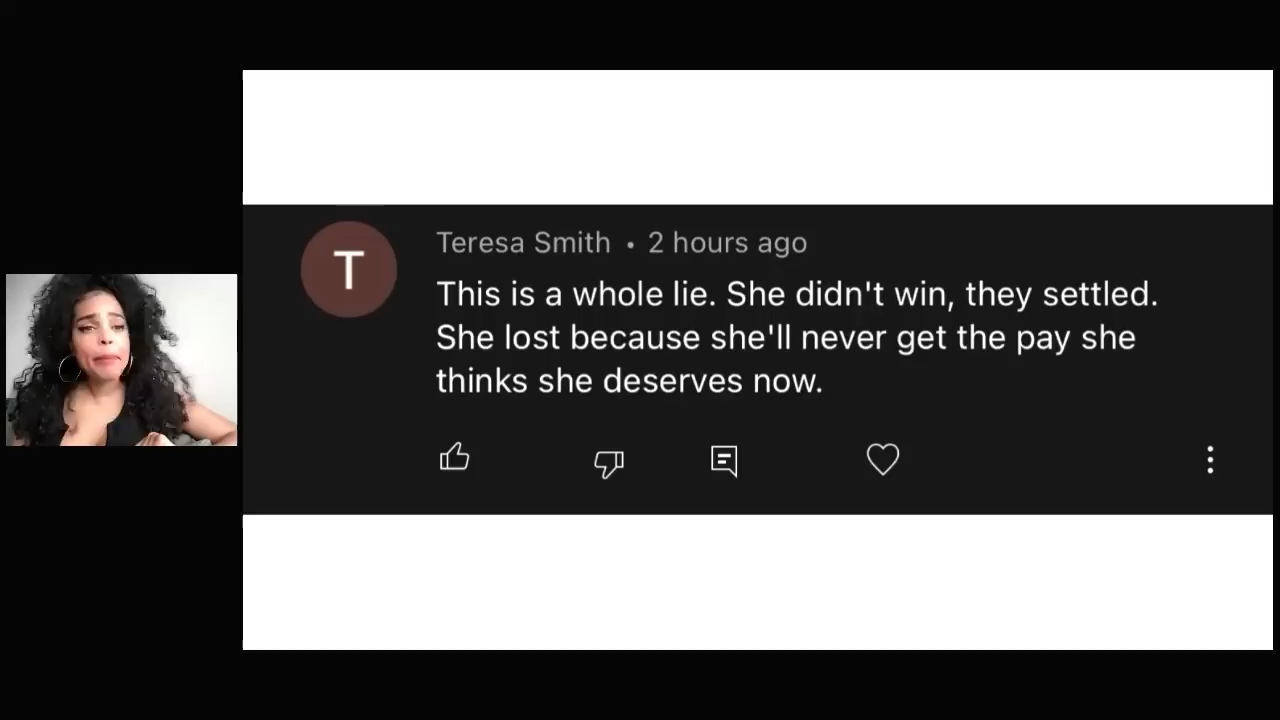 T
Teresa Smith • 2 hours ago
This is a whole lie. She didn't win, they settled.
She lost because she'll never get the pay she
thinks she deserves now.